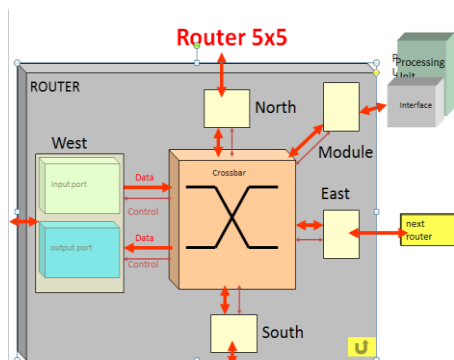 Router 5x5
ROUTER
North
Processing
Unit
Interface
West
Module
Input port
Data
Crossbar
Control
East
output port
Data
Control
next
router
South